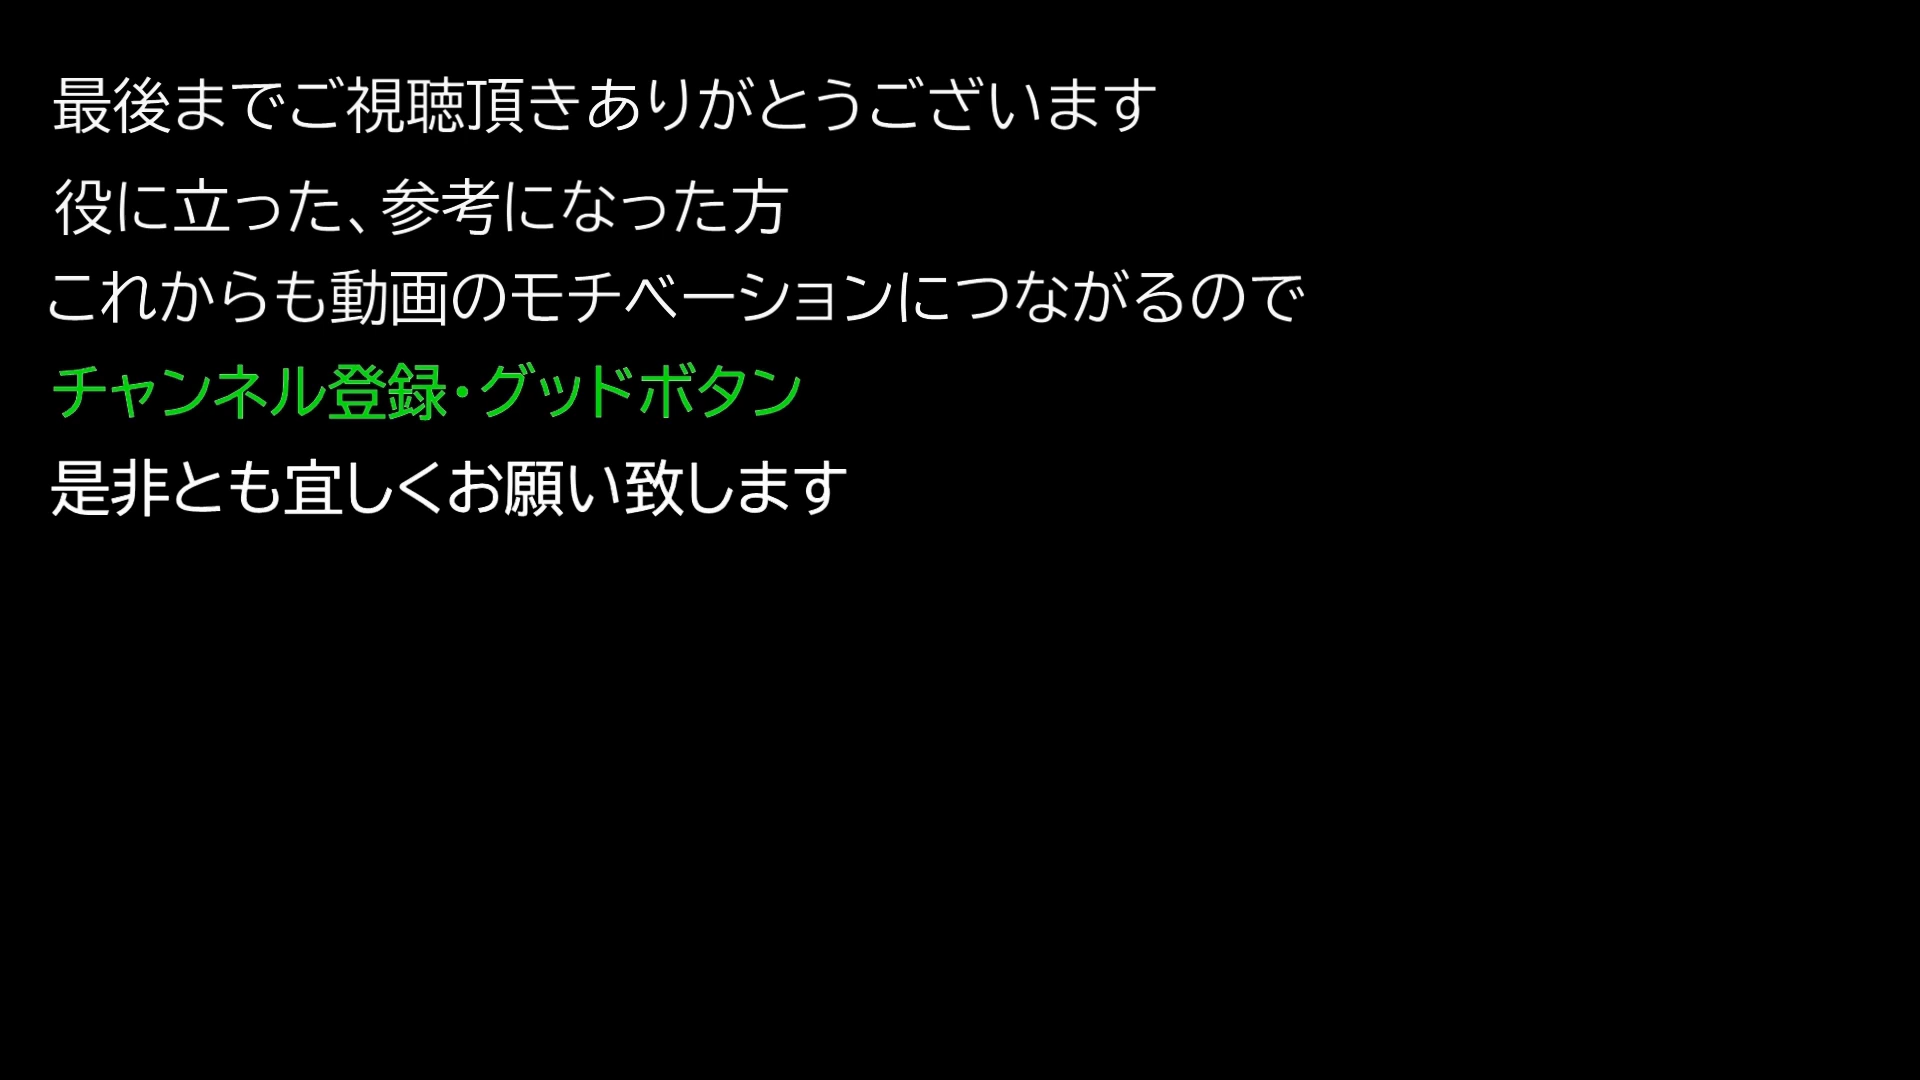 最後までご視聴頂きありがとうございます
役に立った、参考になった方
これからも動画のモチベーションにつながるので
チャンネル登録・グッドボタン
是非とも宜しくお願い致します